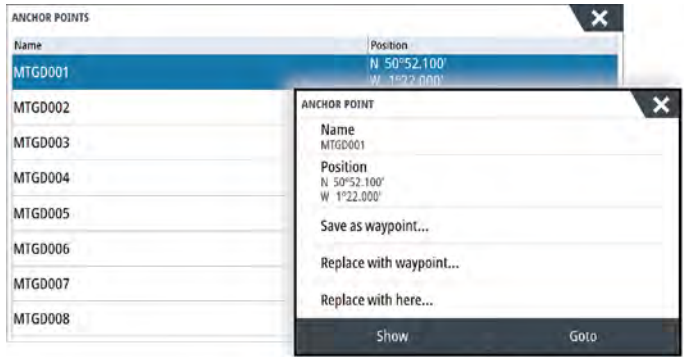 ANCHOR POINTS
Name Position
MTGD001 N 50°52.100'
W 1°22.000'
MTGD002
MTGD003
MTGD004
MTGD005
MTGD006
MTGD007
MTGD008
ANCHOR POINT
Name
MTGD001
Position
N 50°52.100'
W 1°22.000'
Save as waypoint...
Replace with waypoint...
Replace with here...
Show Goto